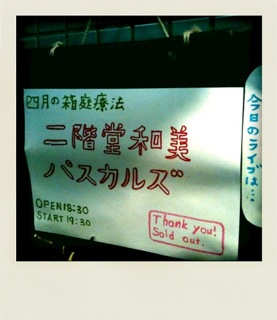 四月の箱庭療法
二階堂和美
パスカルズ
OPEN18:30
START19:30
Thank you!
Sold out.
今日のライブは…